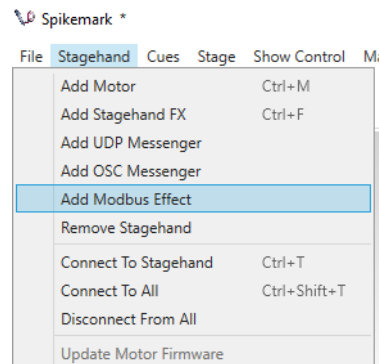 Spikemark *
File Stagehand Cues Stage Show Control
Add Motor Ctrl+M
Add Stagehand FX Ctrl+F
Add UDP Messenger
Add OSC Messenger
Add Modbus Effect
Remove Stagehand
Connect To Stagehand Ctrl+T
Connect To All Ctrl+Shift+T
Disconnect From All
Update Motor Firmware